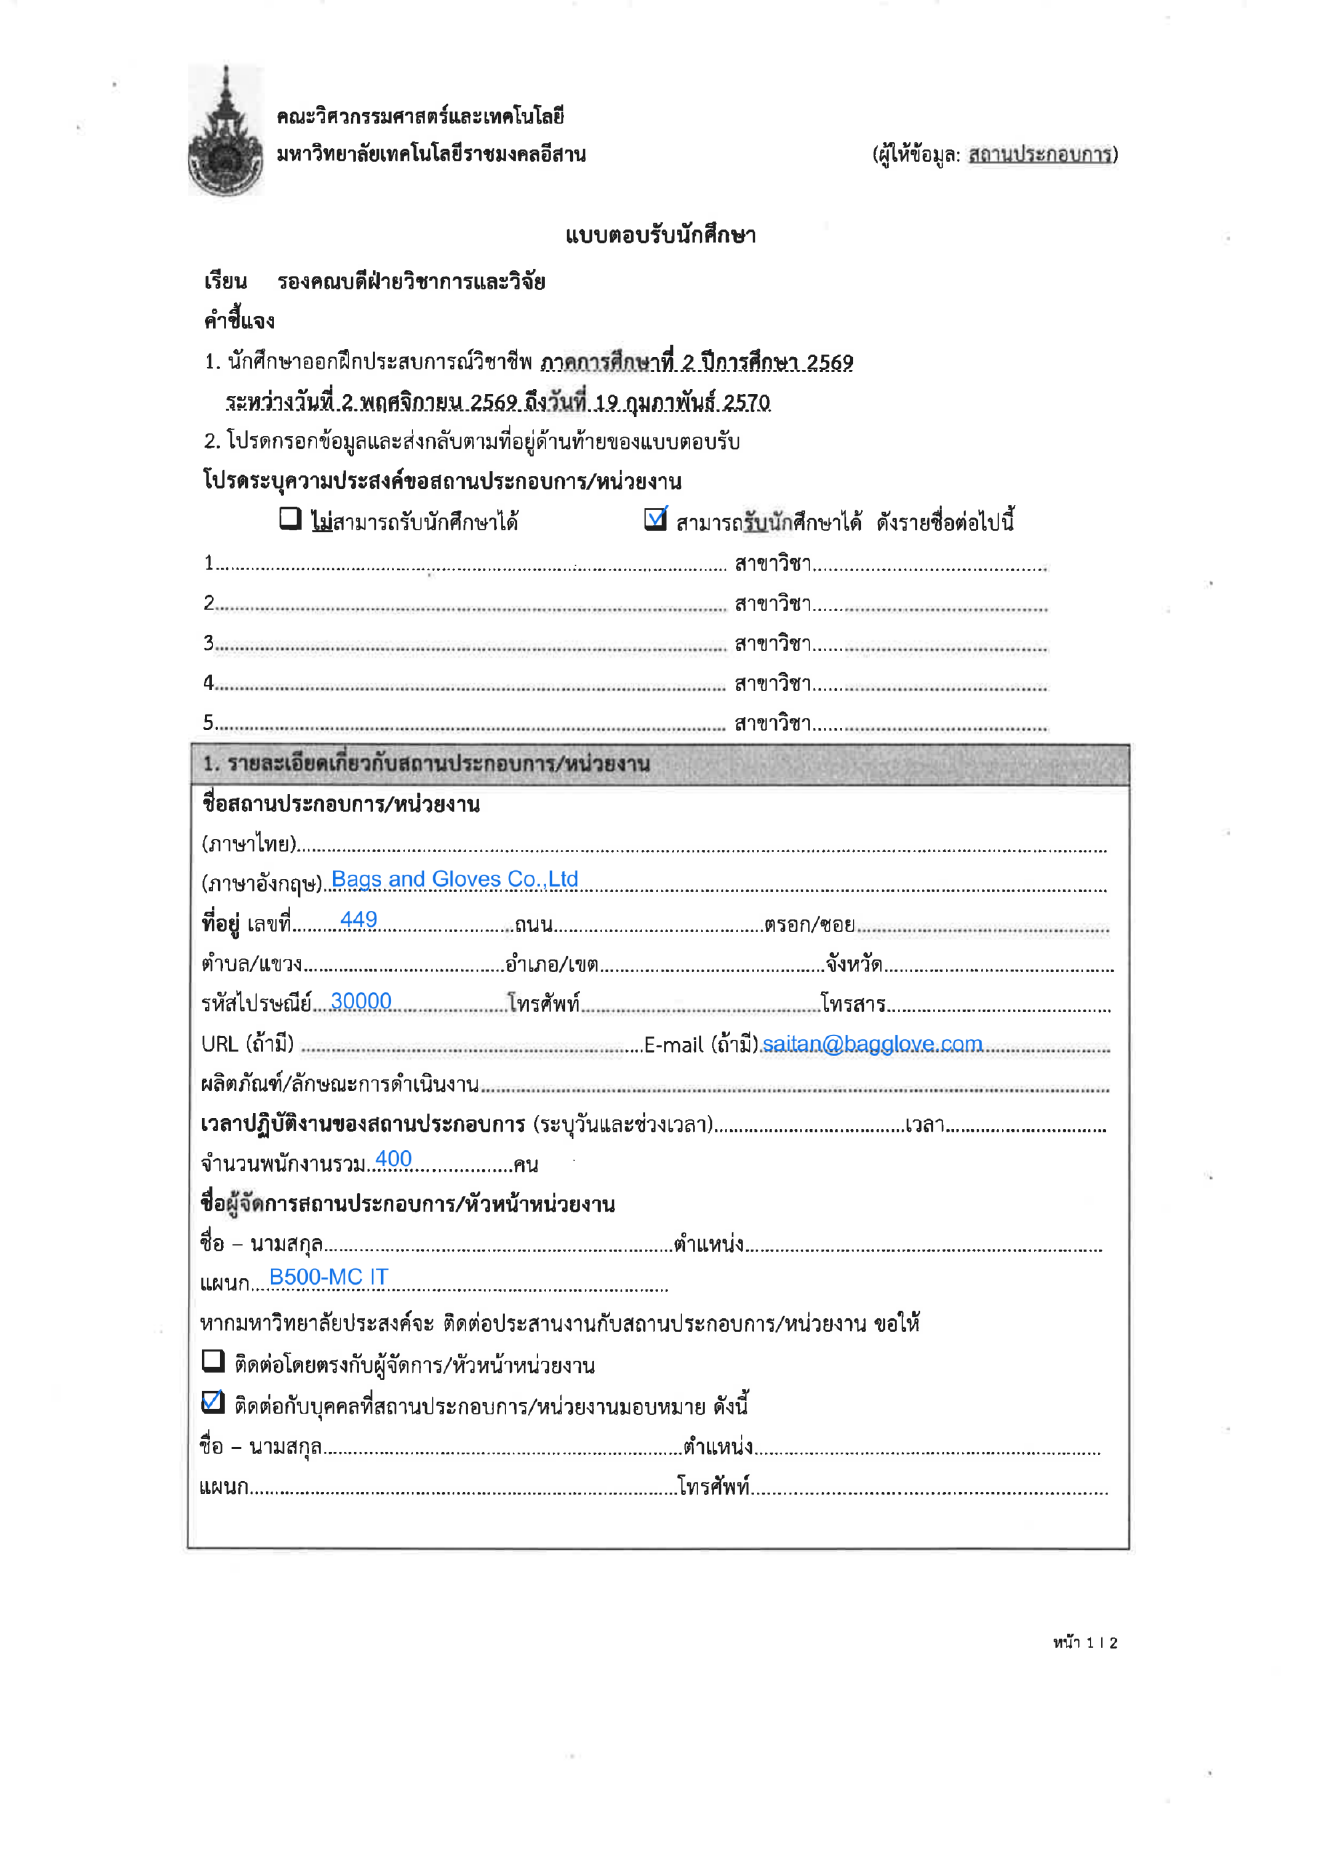 คณะวิศวกรรมศาสตร์และเทคโนโลยี
มหาวิทยาลัยเทคโนโลยีราชมงคลอีสาน
(ผู้ให้ข้อมูล: สถานประกอบการ)
แบบตอบรับนักศึกษา
เรียน รองคณบดีฝ่ายวิชาการและวิจัย
คำชี้แจง
1. นักศึกษาออกฝึกประสบการณ์วิชาชีพ ภาคการศึกษาที่ 2 ปีการศึกษา 2569
ระหว่างวันที่ 2 พฤศจิกายน 2569 ถึงวันที่ 19 กุมภาพันธ์ 2570
2. โปรดกรอกข้อมูลและส่งกลับตามที่อยู่ด้านท้ายของแบบตอบรับ
โปรดระบุความประสงค์ขอสถานประกอบการ/หน่วยงาน
☐ ไม่สามารถรับนักศึกษาได้ ☑ สามารถรับนักศึกษาได้ ดังรายชื่อต่อไปนี้
1.......... สาขาวิชา..........
2.......... สาขาวิชา..........
3.......... สาขาวิชา..........
4.......... สาขาวิชา..........
5.......... สาขาวิชา..........
1. รายละเอียดเกี่ยวกับสถานประกอบการ/หน่วยงาน
ชื่อสถานประกอบการ/หน่วยงาน
(ภาษาไทย)..........
(ภาษาอังกฤษ) Bags and Gloves Co.,Ltd
ที่อยู่ เลขที่.....449.....ถนน..........ตรอก/ซอย..........
ตำบล/แขวง..........อำเภอ/เขต..........จังหวัด..........
รหัสไปรษณีย์...30000.....โทรศัพท์..........โทรสาร..........
URL (ถ้ามี) ..........E-mail (ถ้ามี) saitan@bagglove.com
ผลิตภัณฑ์/ลักษณะการดำเนินงาน..........
เวลาปฏิบัติงานของสถานประกอบการ (ระบุวันและช่วงเวลา)..........เวลา..........
จำนวนพนักงานรวม 400..........คน
ชื่อผู้จัดการสถานประกอบการ/หัวหน้าหน่วยงาน
ชื่อ – นามสกุล..........ตำแหน่ง..........
แผนก... B500-MC IT..........
หากมหาวิทยาลัยประสงค์จะ ติดต่อประสานงานกับสถานประกอบการ/หน่วยงาน ขอให้
☐ ติดต่อโดยตรงกับผู้จัดการ/หัวหน้าหน่วยงาน
☑ ติดต่อกับบุคคลที่สถานประกอบการ/หน่วยงานมอบหมาย ดังนี้
ชื่อ – นามสกุล..........ตำแหน่ง..........
แผนก..........โทรศัพท์..........
หน้า 1 | 2